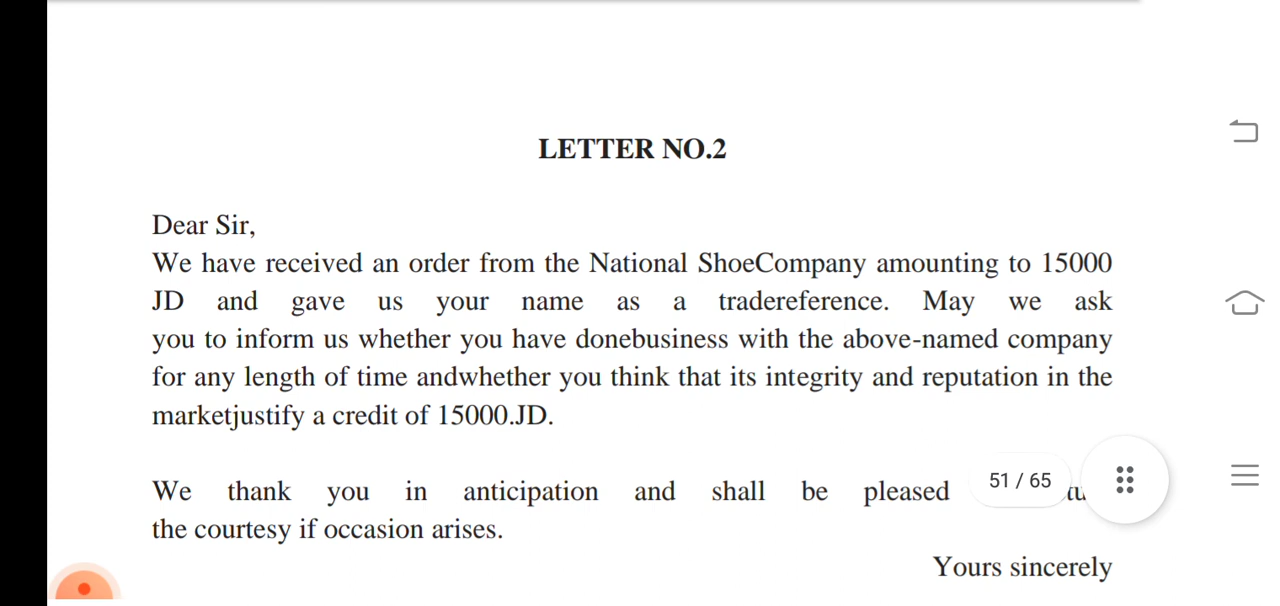 LETTER NO.2
Dear Sir,
We have received an order from the National ShoeCompany amounting to 15000
JD and gave us your name as a tradereference. May we ask
you to inform us whether you have donebusiness with the above-named company
for any length of time andwhether you think that its integrity and reputation in the
marketjustify a credit of 15000.JD.
We thank you in anticipation and shall be pleased
51 / 65
the courtesy if occasion arises.
Yours sincerely